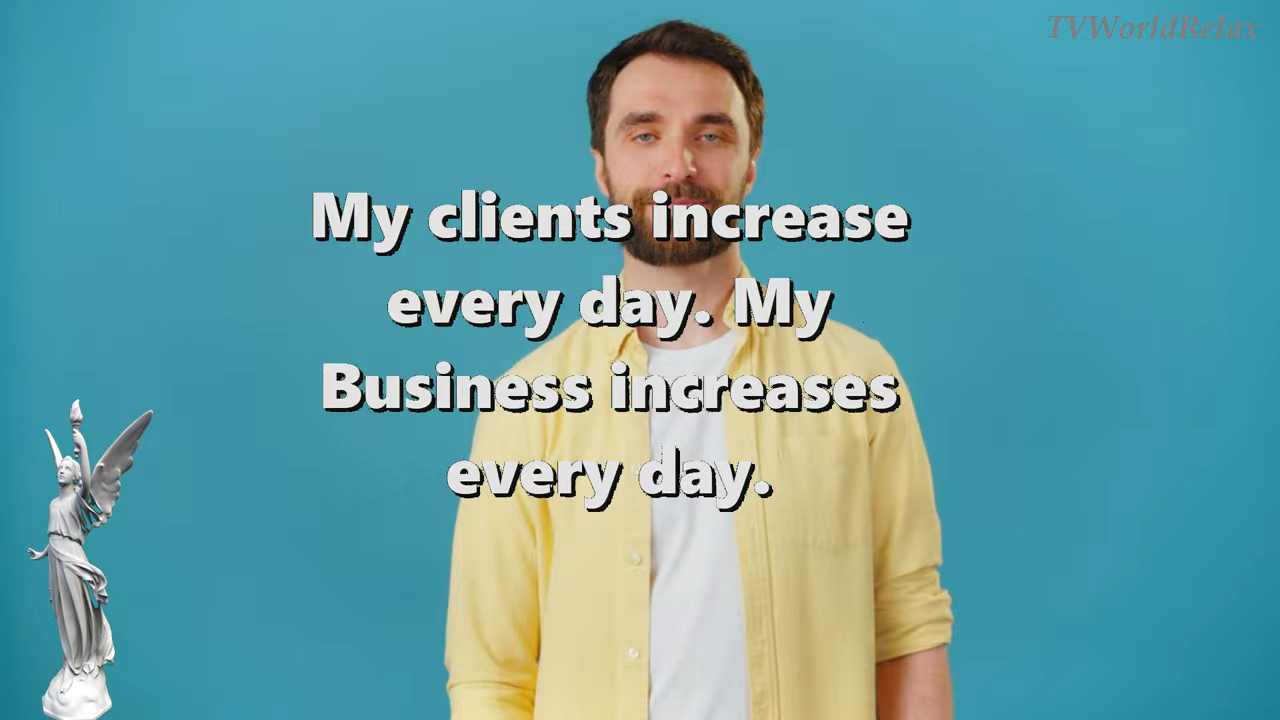 TVWorldRelax
My clients increase
every day. My
Business increases
every day.